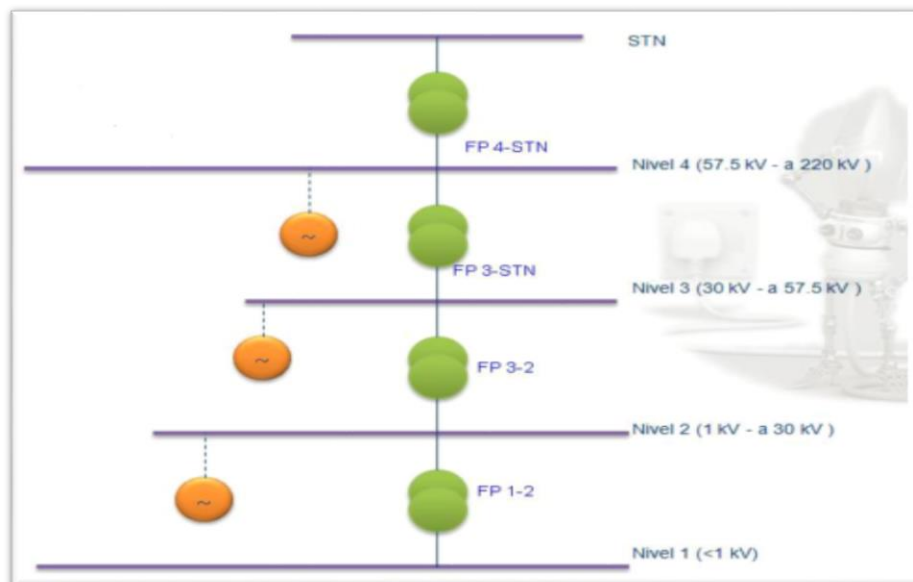 STN
FP 4-STN
Nivel 4 (57.5 kV - a 220 kV )
~
FP 3-STN
Nivel 3 (30 kV - a 57.5 kV )
~
FP 3-2
Nivel 2 (1 kV - a 30 kV )
~
FP 1-2
Nivel 1 (<1 kV)